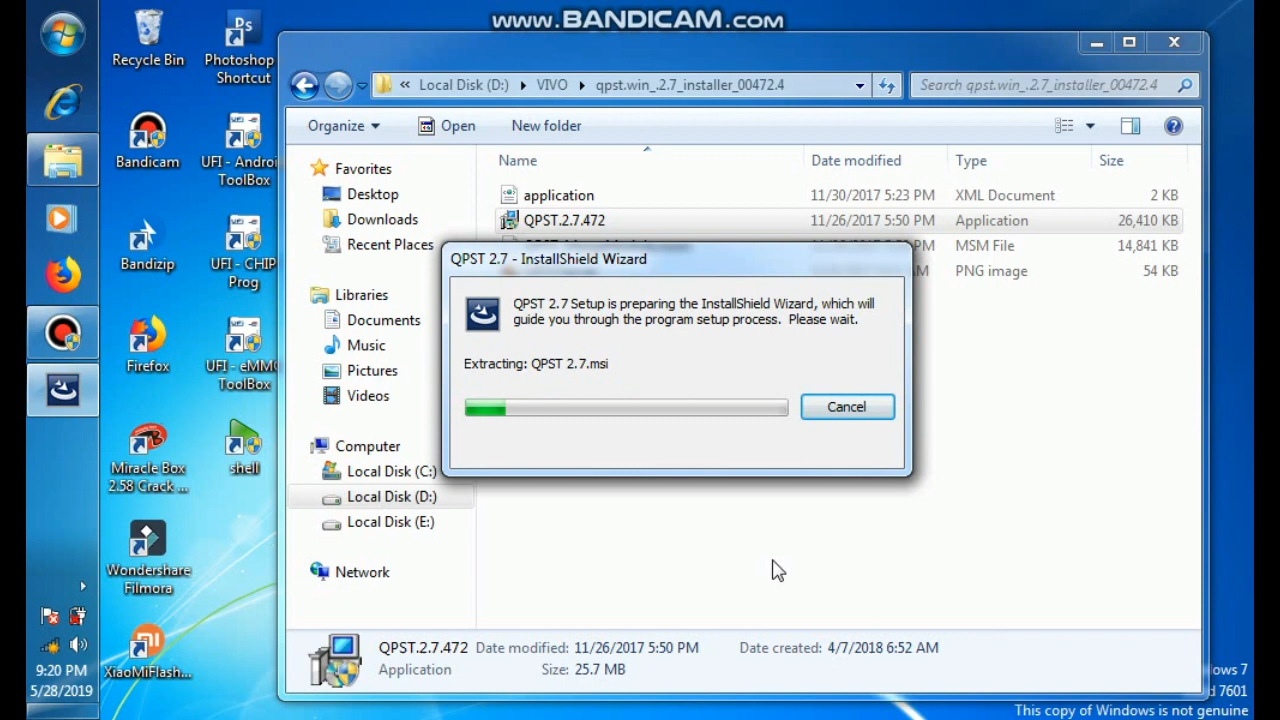 www.BANDICAM.com
Recycle Bin
Ps
Photoshop
Shortcut
Bandicam
UFI - Androi
ToolBox
Bandizip
UFI - CHIP
Prog
Firefox
UFI - eMMC
ToolBox
Miracle Box
2.58 Crack ...
shell
Wondershare
Filmora
XiaoMiFlash...
9:20 PM
5/28/2019
« Local Disk (D:) ▸ VIVO ▸ qpst.win_.2.7_installer_00472.4
Search qpst.win_.2.7_installer_00472.4
Organize
Open
New folder
Favorites
Desktop
Downloads
Recent Places
Libraries
Documents
Music
Pictures
Videos
Computer
Local Disk (C:)
Local Disk (D:)
Local Disk (E:)
Network
Name Date modified Type Size
application 11/30/2017 5:23 PM XML Document 2 KB
QPST.2.7.472 11/26/2017 5:50 PM Application 26,410 KB
PM MSM File 14,841 KB
AM PNG image 54 KB
QPST 2.7 - InstallShield Wizard
QPST 2.7 Setup is preparing the InstallShield Wizard, which will
guide you through the program setup process. Please wait.
Extracting: QPST 2.7.msi
Cancel
QPST.2.7.472 Date modified: 11/26/2017 5:50 PM Date created: 4/7/2018 6:52 AM
Application Size: 25.7 MB
ows 7
d 7601
This copy of Windows is not genuine